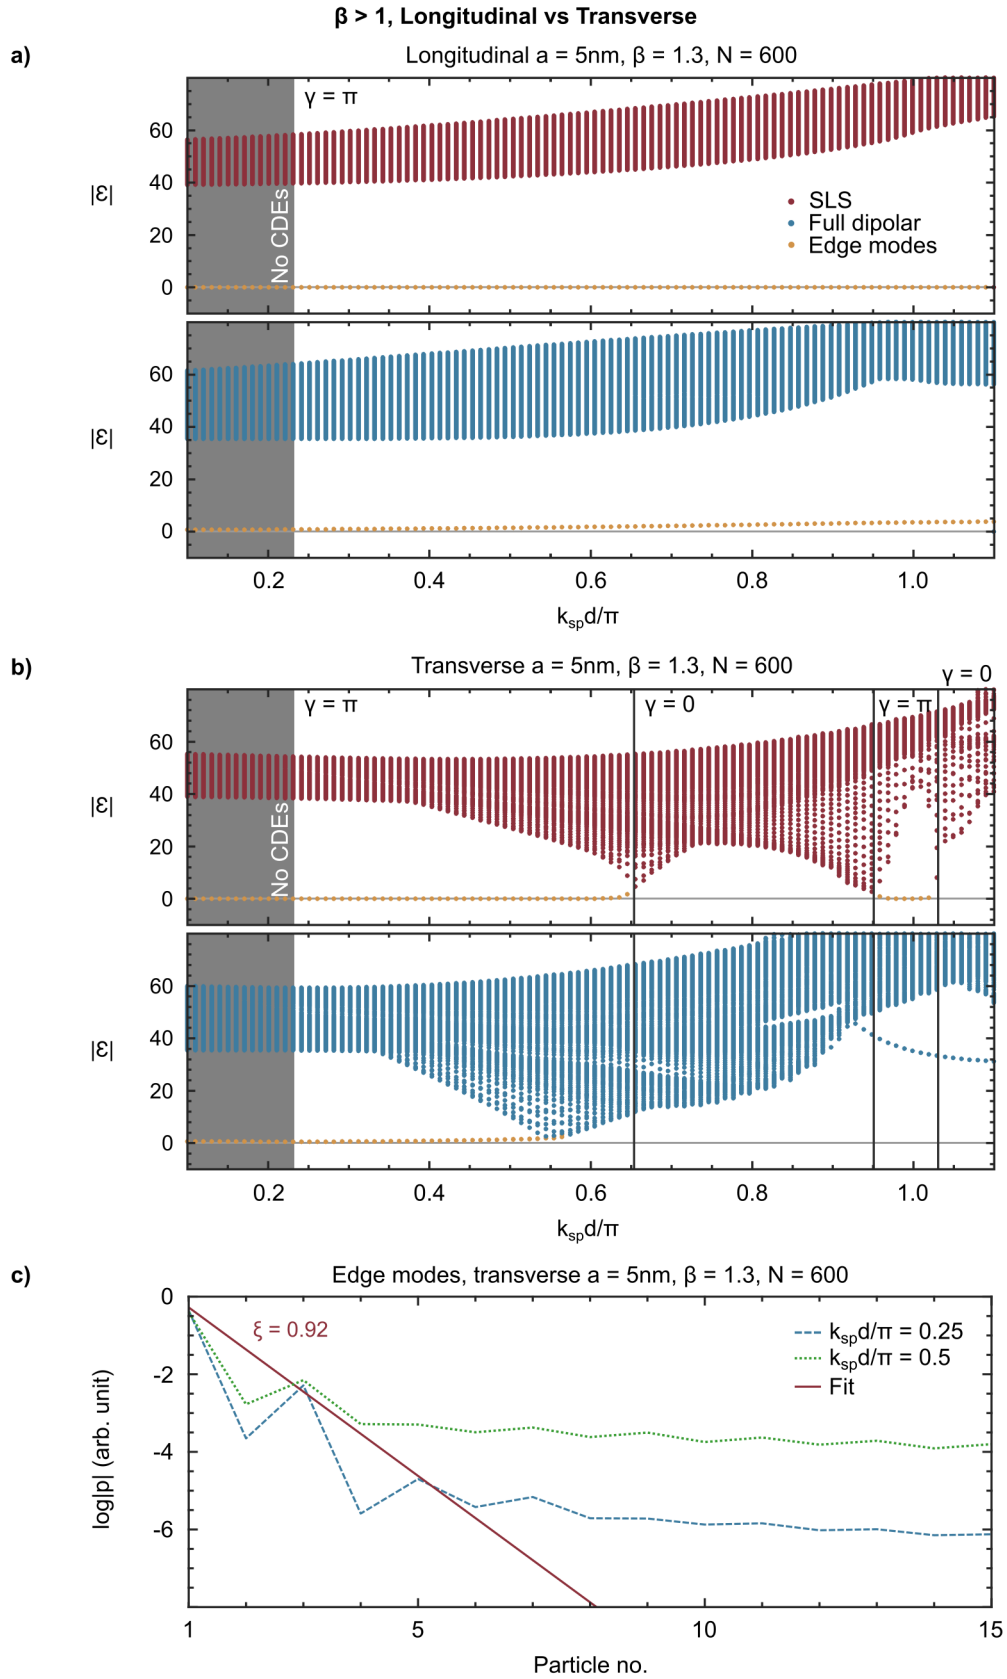 β > 1, Longitudinal vs Transverse
a)
Longitudinal a = 5nm, β = 1.3, N = 600
γ = π
60
40
20
0
|ℰ|
No CDEs
SLS
Full dipolar
Edge modes
60
40
20
0
|ℰ|
0.2 0.4 0.6 0.8 1.0
k_sp d/π
b)
Transverse a = 5nm, β = 1.3, N = 600
γ = 0
γ = π γ = 0 γ = π
60
40
20
0
|ℰ|
No CDEs
60
40
20
0
|ℰ|
0.2 0.4 0.6 0.8 1.0
k_sp d/π
c)
Edge modes, transverse a = 5nm, β = 1.3, N = 600
0
-2
-4
-6
log|p| (arb. unit)
ξ = 0.92
k_sp d/π = 0.25
k_sp d/π = 0.5
Fit
1 5 10 15
Particle no.